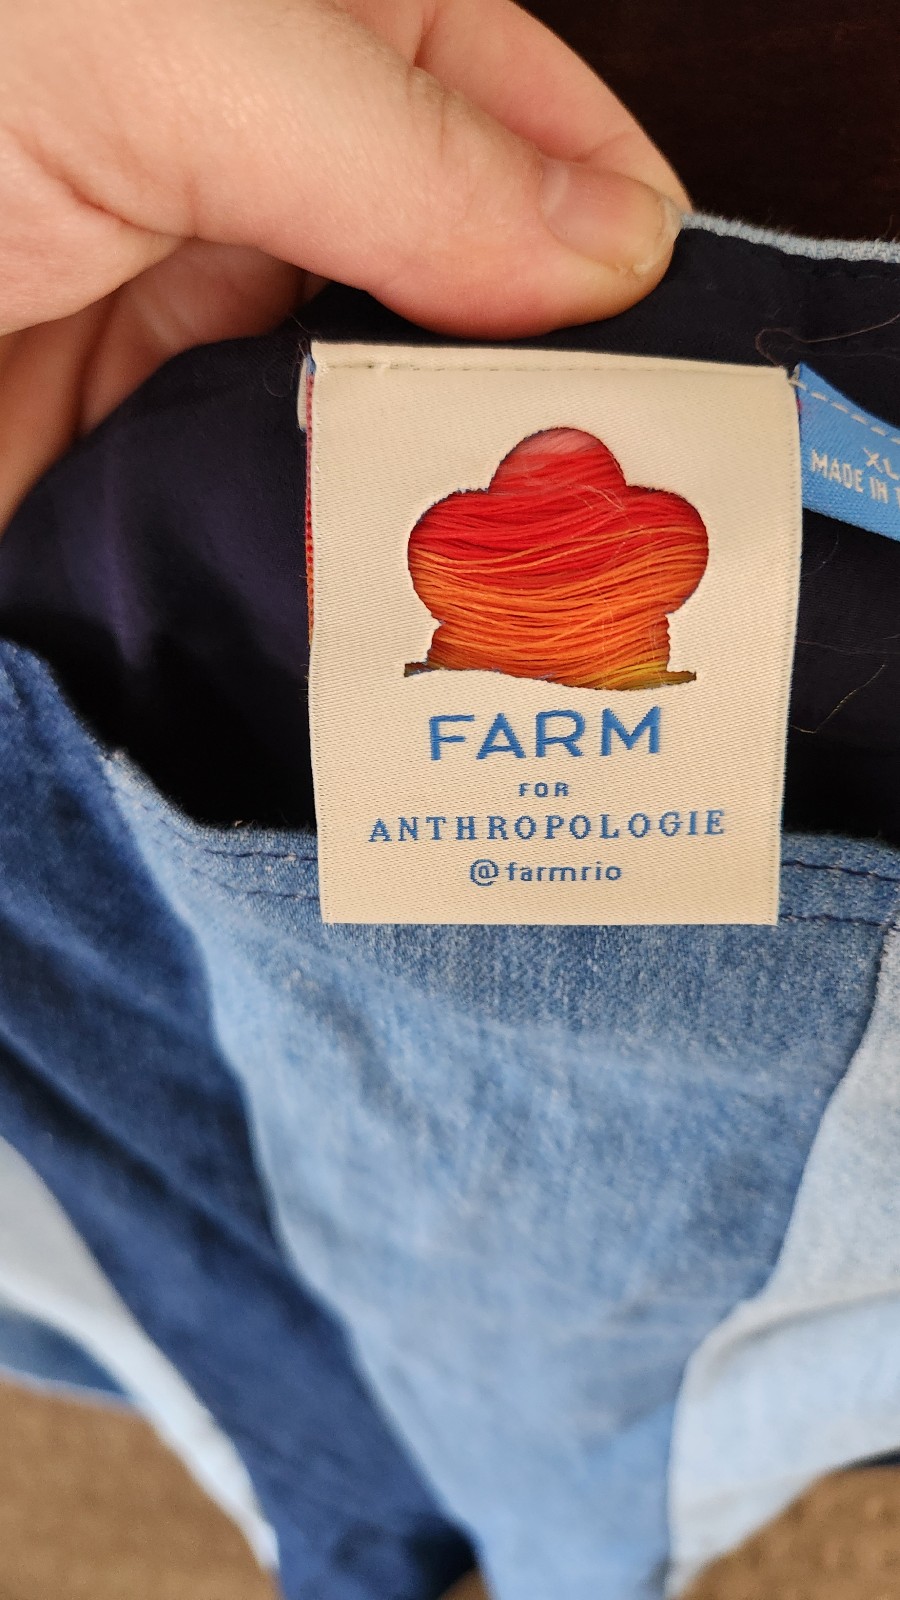 FARM
FOR
ANTHROPOLOGIE
@farmrio
XL
MADE IN